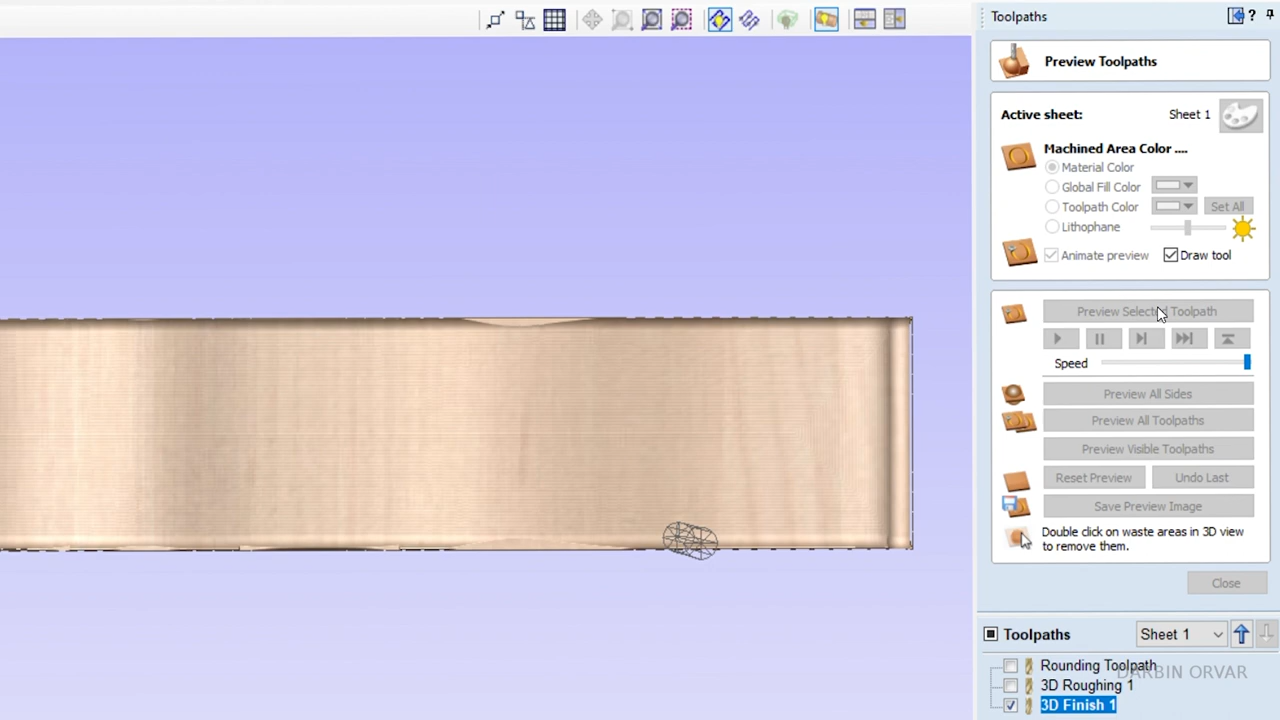 Toolpaths
?
Preview Toolpaths
Active sheet: Sheet 1
Machined Area Color ....
Material Color
Global Fill Color
Toolpath Color Set All
Lithophane
Animate preview Draw tool
Preview Selected Toolpath
Speed
Preview All Sides
Preview All Toolpaths
Preview Visible Toolpaths
Reset Preview Undo Last
Save Preview Image
Double click on waste areas in 3D view
to remove them.
Close
Toolpaths Sheet 1
Rounding Toolpath
DARBIN ORVAR
3D Roughing 1
3D Finish 1